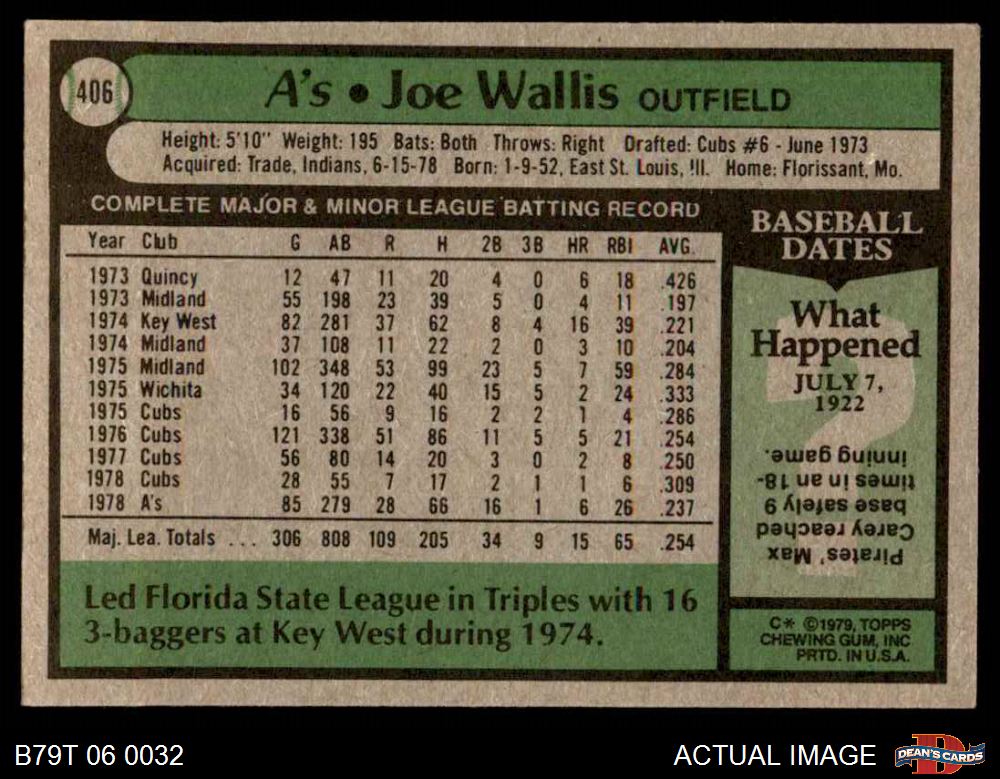 406
A's • Joe Wallis OUTFIELD
Height: 5'10" Weight: 195 Bats: Both Throws: Right Drafted: Cubs #6 - June 1973
Acquired: Trade, Indians, 6-15-78 Born: 1-9-52, East St. Louis, Ill. Home: Florissant, Mo.
COMPLETE MAJOR & MINOR LEAGUE BATTING RECORD
Year Club G AB R H 2B 3B HR RBI AVG.
1973 Quincy 12 47 11 20 4 0 6 18 .426
1973 Midland 55 198 23 39 5 0 4 11 .197
1974 Key West 82 281 37 62 8 4 16 39 .221
1974 Midland 37 108 11 22 2 0 3 10 .204
1975 Midland 102 348 53 99 23 5 7 59 .284
1975 Wichita 34 120 22 40 15 5 2 24 .333
1975 Cubs 16 56 9 16 2 2 1 4 .286
1976 Cubs 121 338 51 86 11 5 5 21 .254
1977 Cubs 56 80 14 20 3 0 2 8 .250
1978 Cubs 28 55 7 17 2 1 1 6 .309
1978 A's 85 279 28 66 16 1 6 26 .237
Maj. Lea. Totals ... 306 808 109 205 34 9 15 65 .254
Led Florida State League in Triples with 16
3-baggers at Key West during 1974.
BASEBALL
DATES
What
Happened
JULY 7,
1922
?
Pirates' Max
Carey reached
base safely 9
times in an 18-
inning game.
C* ©1979, TOPPS
CHEWING GUM, INC
PRTD. IN U.S.A.
B79T 06 0032
ACTUAL IMAGE
D
DEAN'S CARDS